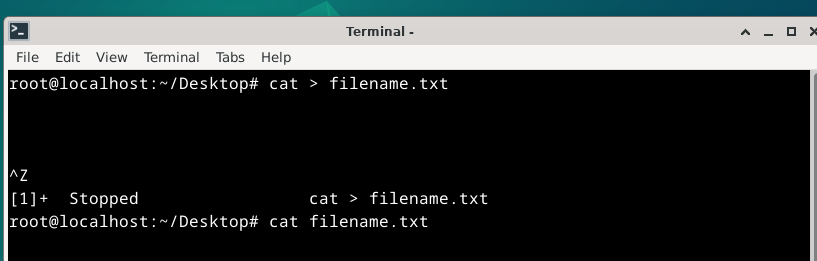 Terminal -
File Edit View Terminal Tabs Help
root@localhost:~/Desktop# cat > filename.txt
^Z
[1]+  Stopped                 cat > filename.txt
root@localhost:~/Desktop# cat filename.txt